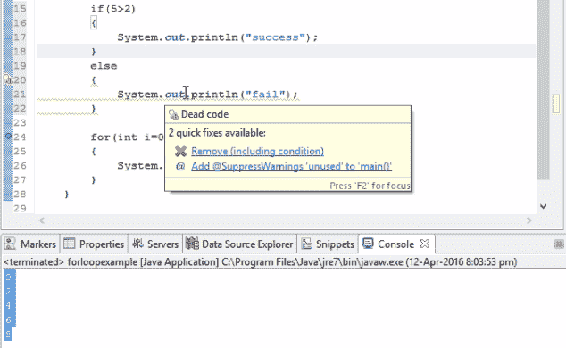 15 if(5>2)
16 {
17 System.out.println("success");
18 }
19 else
20 {
21 System.out.println("fail");
22 }
23
24 for(int i=0
25 {
26 System.
27 }
28 }
29
Dead code
2 quick fixes available:
Remove (including condition)
Add @SuppressWarnings 'unused' to 'main()'
Press 'F2' for focus
Markers Properties Servers Data Source Explorer Snippets Console
<terminated> forloopexample [Java Application] C:\Program Files\Java\jre7\bin\javaw.exe (12-Apr-2016 8:03:53 pm)
0
2
4
6
8